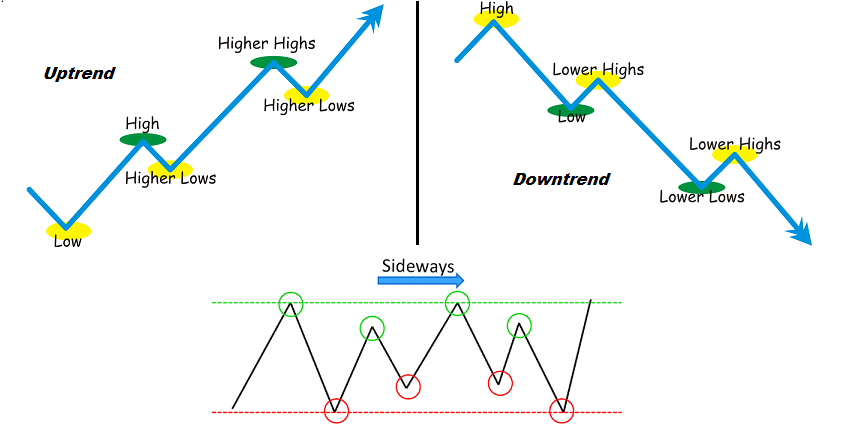 Uptrend
Higher Highs
High
Higher Lows
Higher Lows
Low
High
Lower Highs
Low
Lower Highs
Downtrend
Lower Lows
Sideways